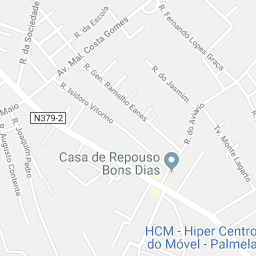 R. da Sociedade
R. da Escola
Av. Mal. Costa Gomes
R. Fernando Lopes Graça
R. Gen. Ramalho Eanes
R. do Jasmim
R. Isidoro Vitorino
Maio
N379-2
R. do Aviário
Tv. Monte Lagarto
R. Joaquim Pedro
R. Augusto Contente
Casa de Repouso
Bons Dias
HCM - Hiper Centro
do Móvel - Palmela